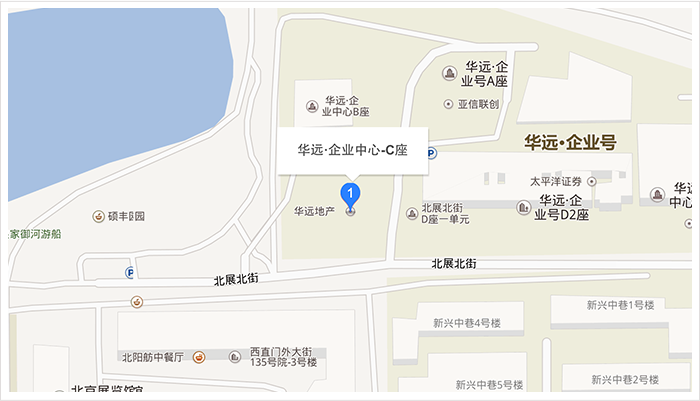 华远·企
业号A座
亚信联创
华远·企
业中心B座
华远·企业中心-C座
华远·企业号
P
太平洋证券
1
华远地产
北展北街
D座一单元
华远·企
业号D2座
华远·企
中心
硕丰囯园
家御河游船
P
北展北街
北展北街
新兴中巷4号楼
新兴中巷1号楼
北阳舫中餐厅
西直门外大街
135号院-3号楼
新兴中巷5号楼
新兴中巷2号楼